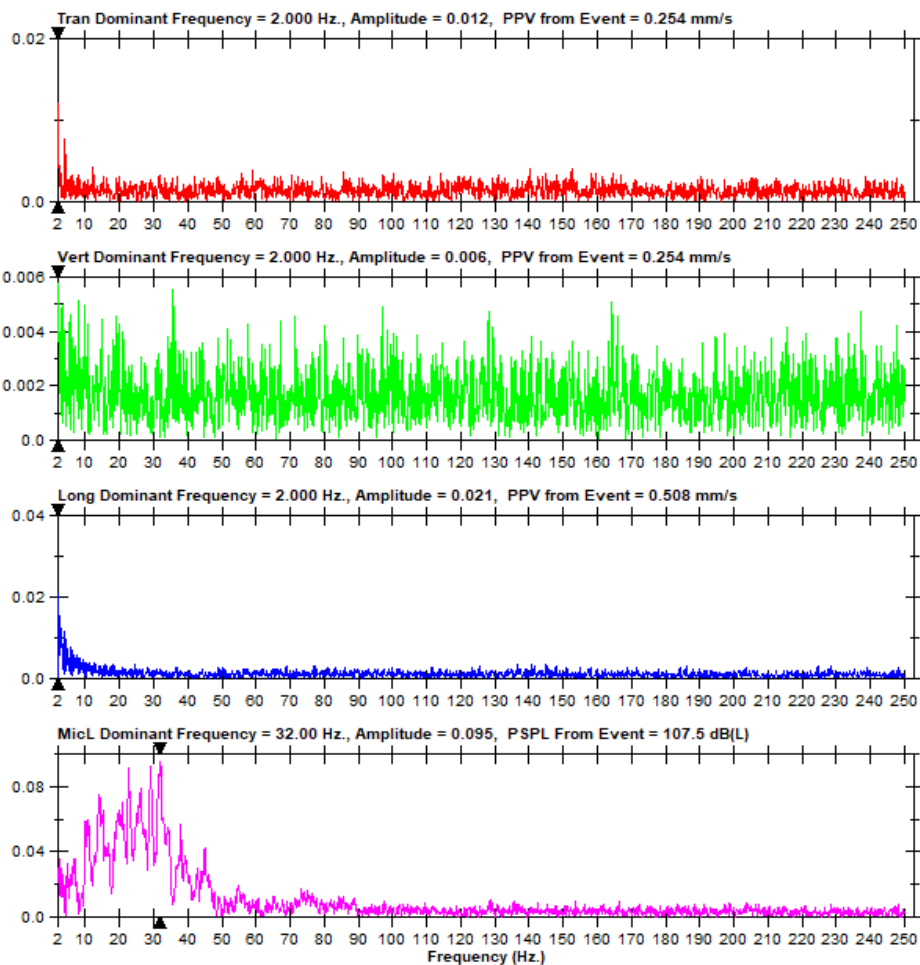 Tran Dominant Frequency = 2.000 Hz., Amplitude = 0.012, PPV from Event = 0.254 mm/s
0.02
0.0
2 10 20 30 40 50 60 70 80 90 100 110 120 130 140 150 160 170 180 190 200 210 220 230 240 250
Vert Dominant Frequency = 2.000 Hz., Amplitude = 0.006, PPV from Event = 0.254 mm/s
0.006
0.004
0.002
0.0
2 10 20 30 40 50 60 70 80 90 100 110 120 130 140 150 160 170 180 190 200 210 220 230 240 250
Long Dominant Frequency = 2.000 Hz., Amplitude = 0.021, PPV from Event = 0.508 mm/s
0.04
0.02
0.0
2 10 20 30 40 50 60 70 80 90 100 110 120 130 140 150 160 170 180 190 200 210 220 230 240 250
MicL Dominant Frequency = 32.00 Hz., Amplitude = 0.095, PSPL From Event = 107.5 dB(L)
0.08
0.04
0.0
2 10 20 30 40 50 60 70 80 90 100 110 120 130 140 150 160 170 180 190 200 210 220 230 240 250
Frequency (Hz.)